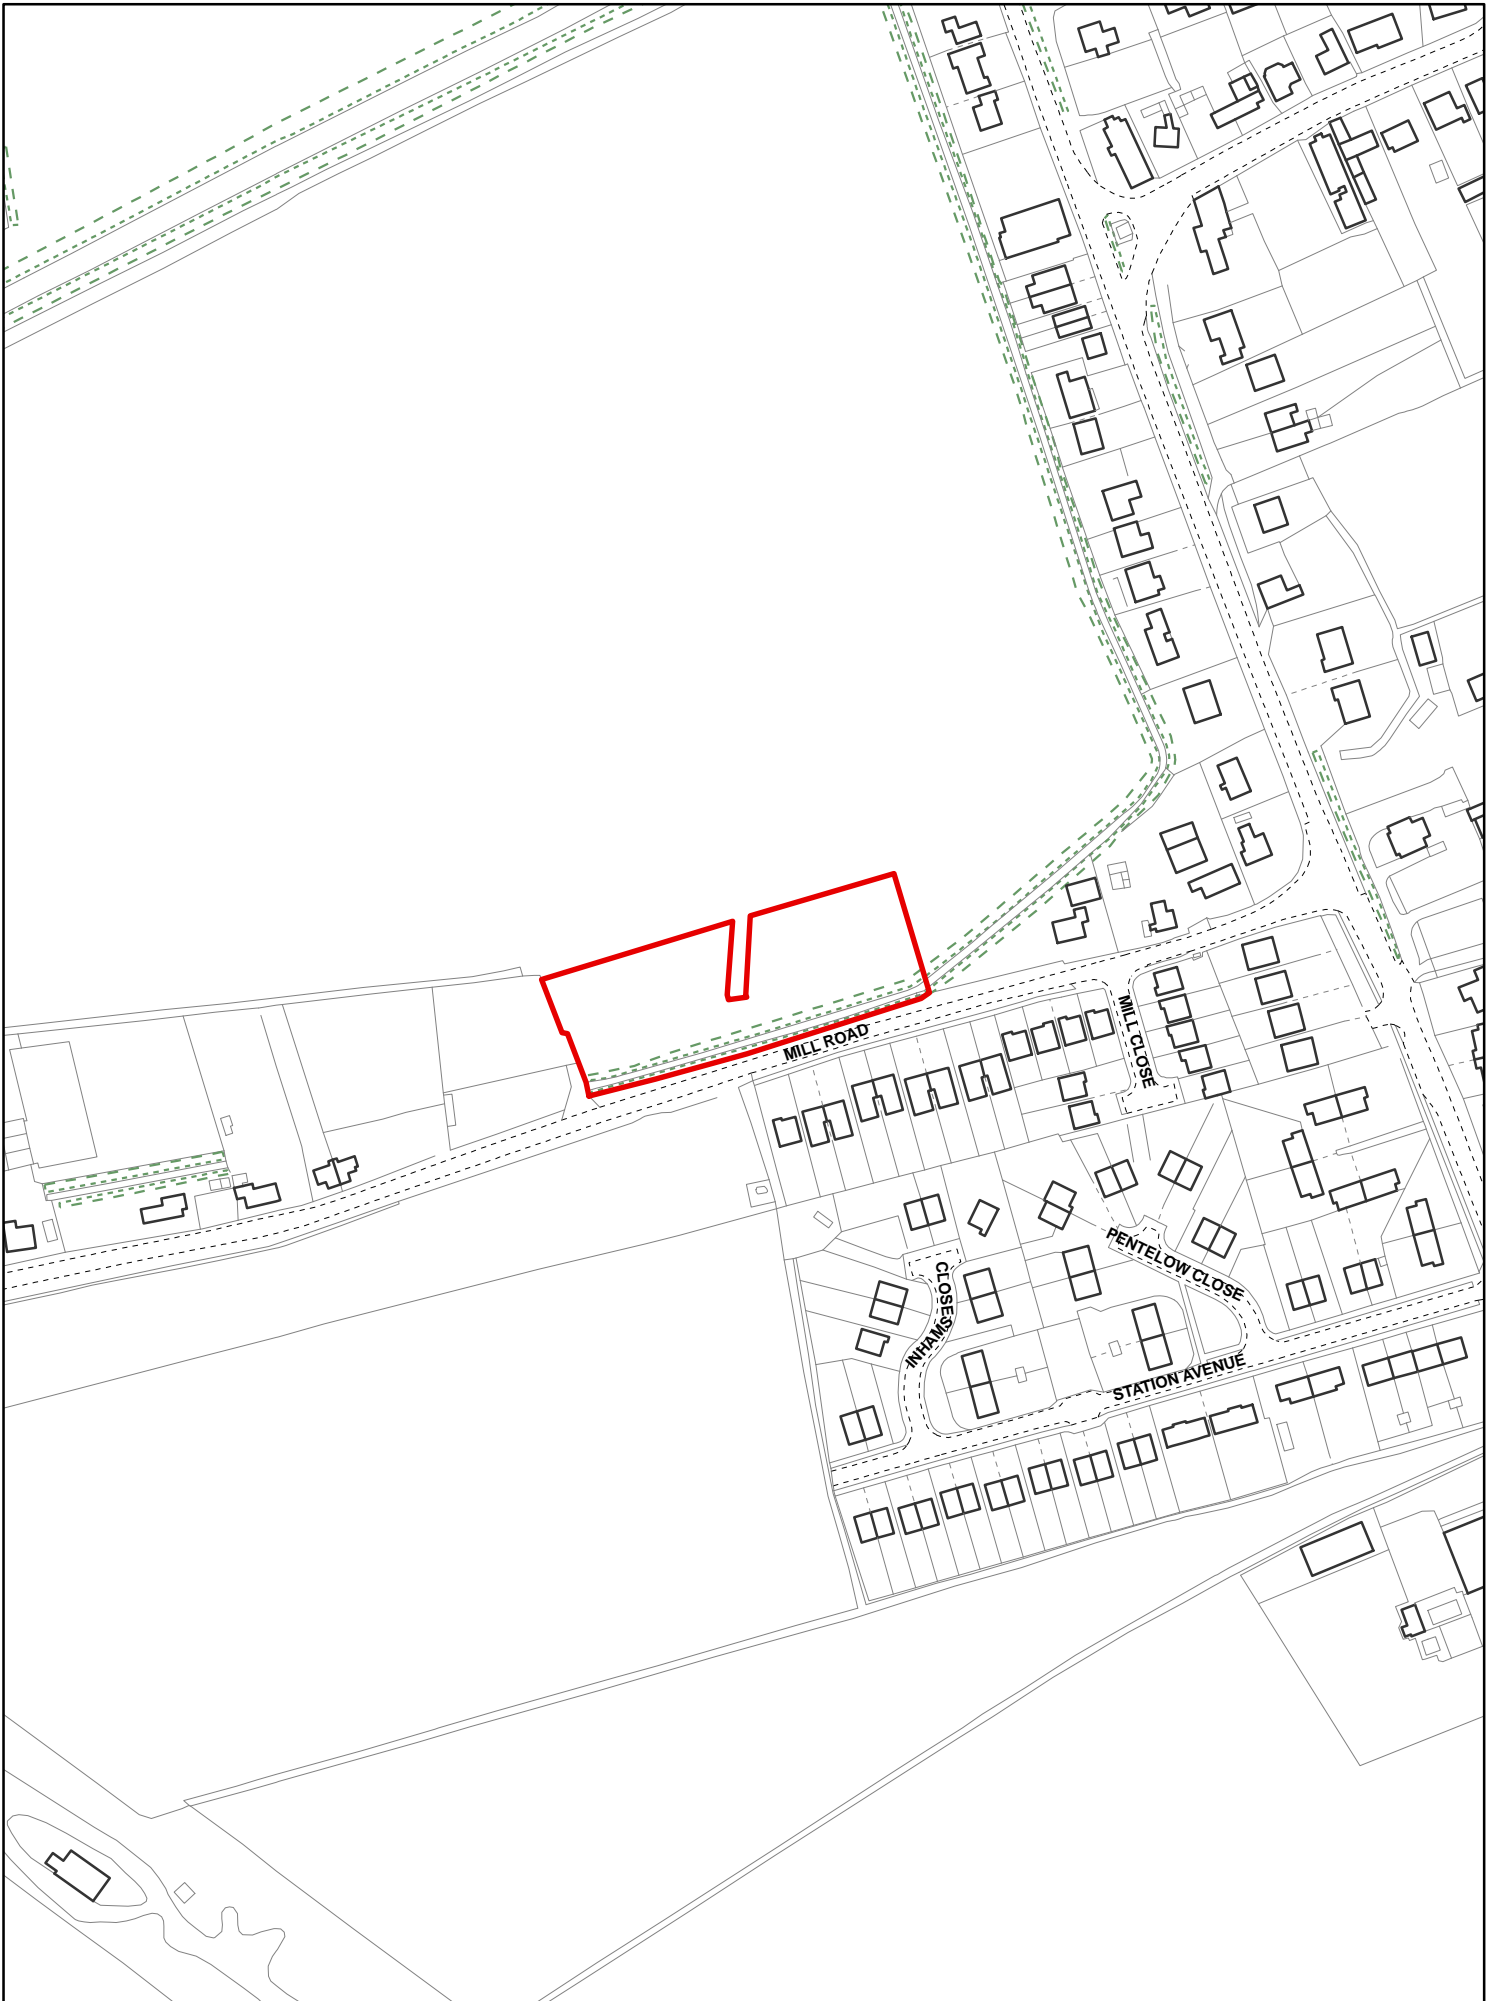 MILL ROAD
MILL CLOSE
PENTELOW CLOSE
INHAMS CLOSE
STATION AVENUE